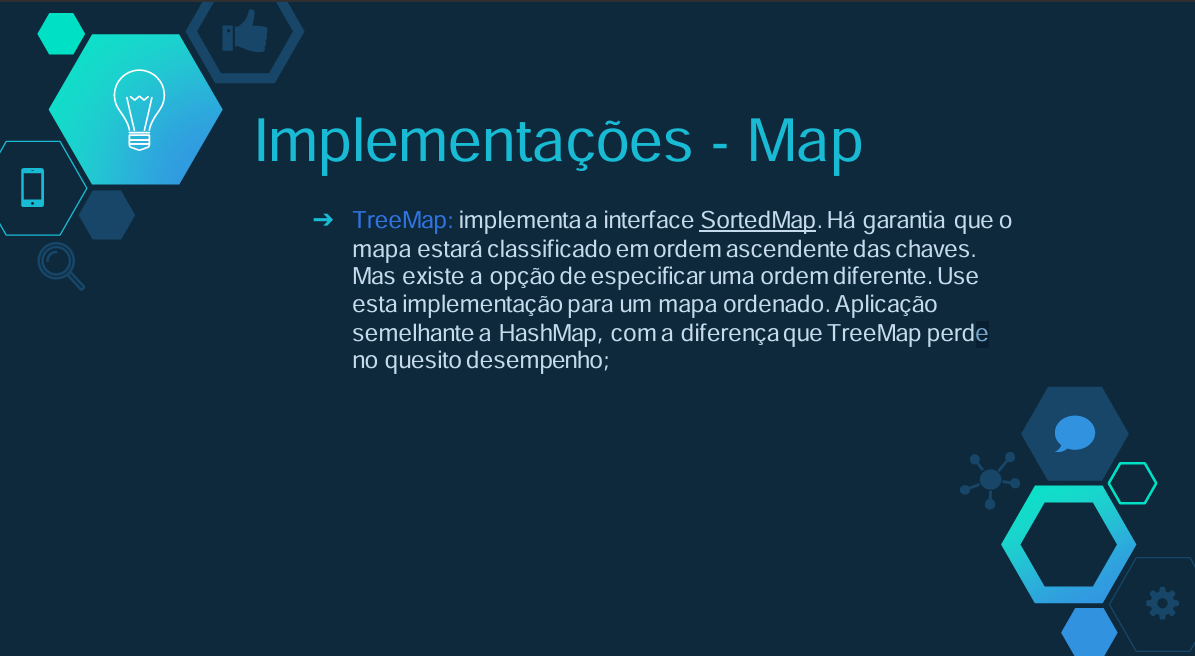 Implementações - Map
➔ TreeMap: implementa a interface SortedMap. Há garantia que o
mapa estará classificado em ordem ascendente das chaves.
Mas existe a opção de especificar uma ordem diferente. Use
esta implementação para um mapa ordenado. Aplicação
semelhante a HashMap, com a diferença que TreeMap perde
no quesito desempenho;